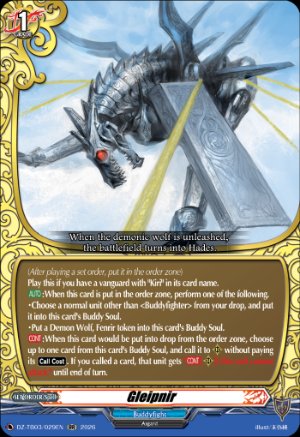 1
When the demonic wolf is unleashed,
the battlefield turns into Hades.
(After playing a set order, put it in the order zone)
Play this if you have a vanguard with "Kiri" in its card name.
AUTO:When this card is put in the order zone, perform one of the following.
•Choose a normal unit other than <Buddyfighter> from your drop, and put
it into this card's Buddy Soul.
•Put a Demon Wolf, Fenrir token into this card's Buddy Soul.
CONT:When this card would be put into drop from the order zone, choose
up to one card from this card's Buddy Soul, and call it to without paying
its Call Cost. If you called a card, that unit gets CONT
until end of turn.
Gleipnir
Buddyfight
DZ-TB03/029EN RR 2026
Asgard